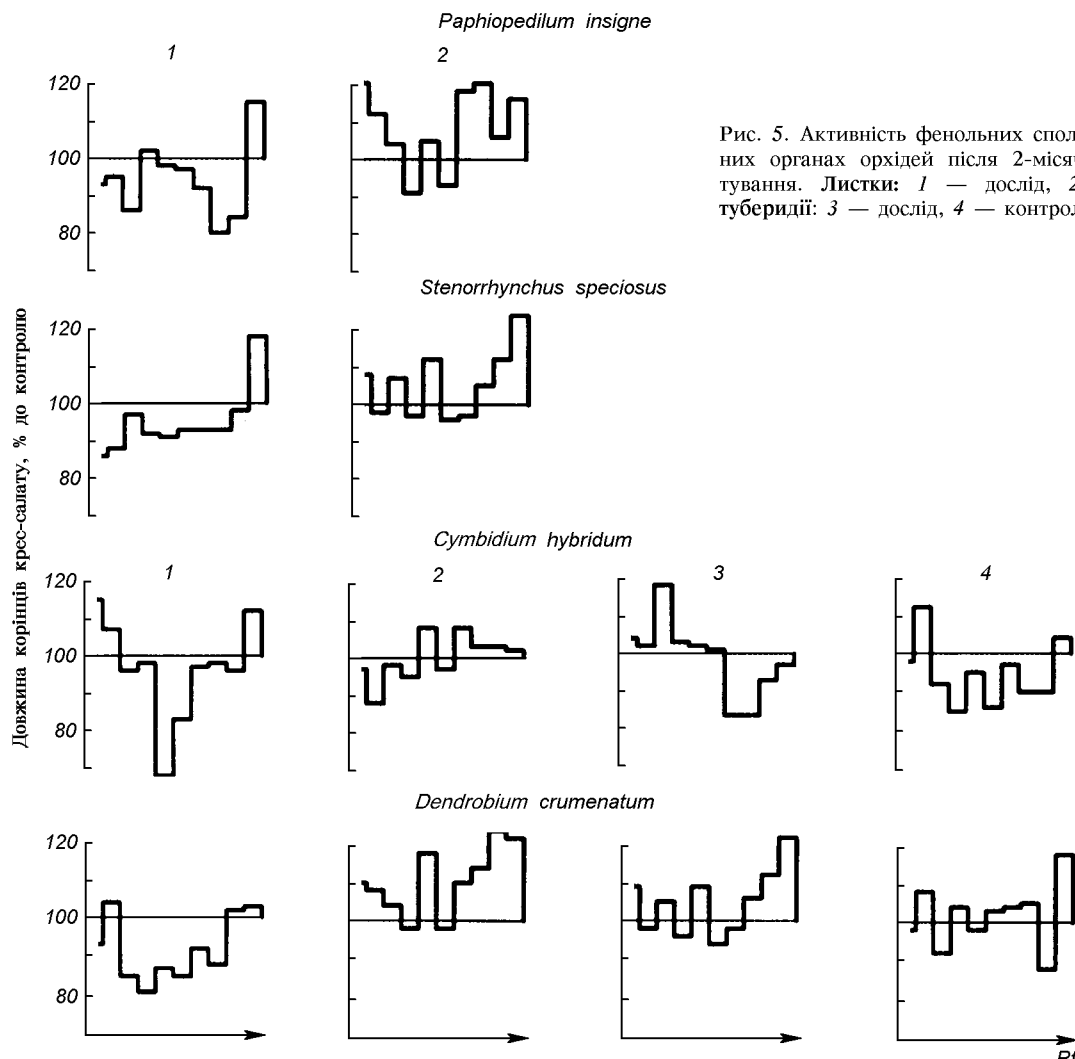 Paphiopedilum insigne
1
2
120
100
80
Рис. 5. Активність фенольних спол
них органах орхідей після 2-місяч
тування. Листки: 1 — дослід, 2
туберидії: 3 — дослід, 4 — контрол
Довжина корінців крес-салату, % до контролю
Stenorrhynchus speciosus
120
100
80
Cymbidium hybridum
1
2
3
4
120
100
80
Dendrobium crumenatum
120
100
80